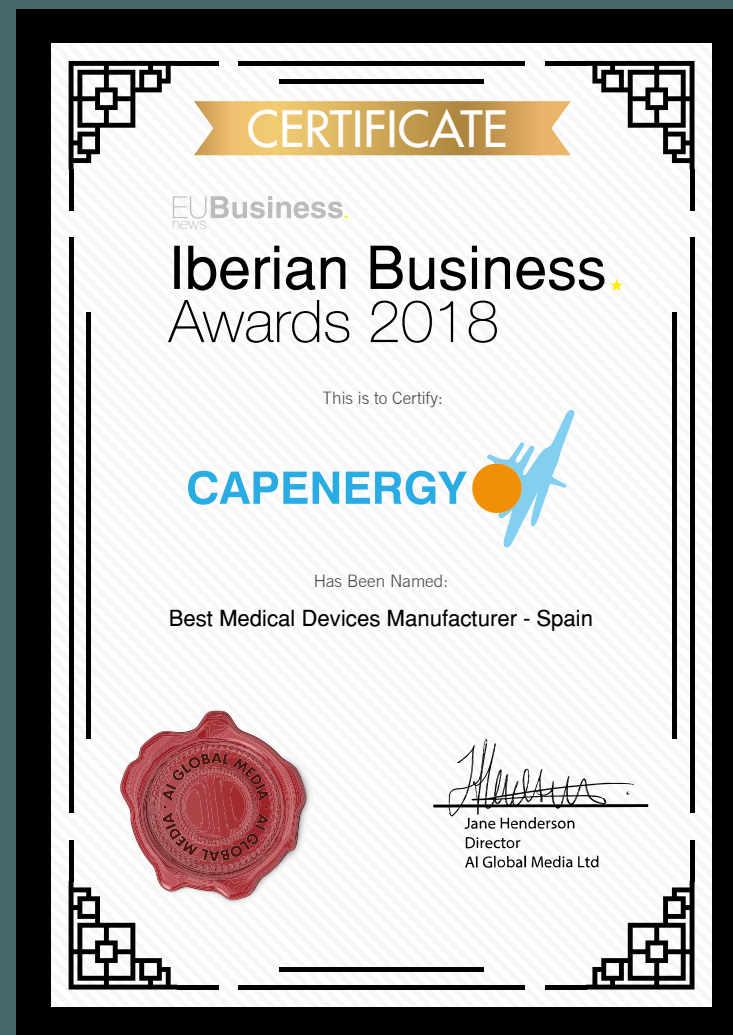 CERTIFICATE
EUBusiness.
news
Iberian Business.
Awards 2018
This is to Certify:
CAPENERGY
Has Been Named:
Best Medical Devices Manufacturer - Spain
AI GLOBAL MEDIA · AI GLOBAL MEDIA ·
Jane Henderson
Director
AI Global Media Ltd